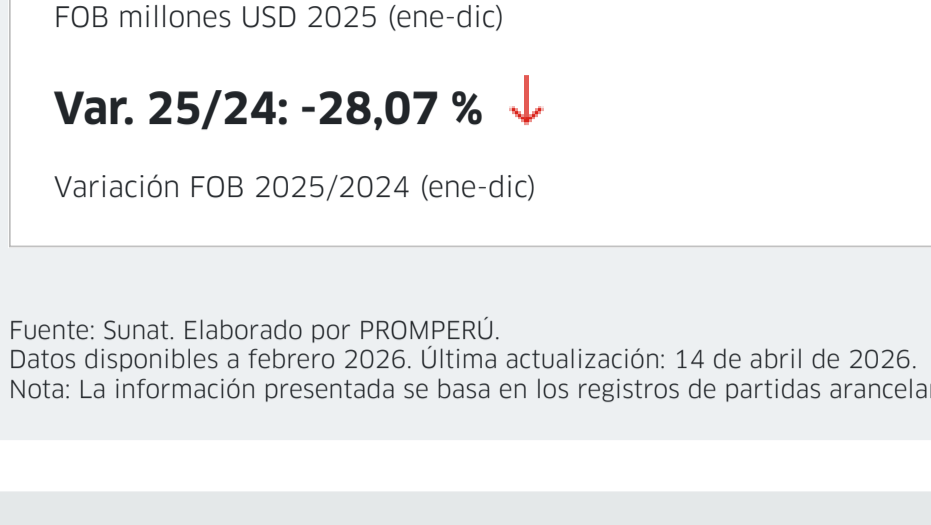 FOB millones USD 2025 (ene-dic)
Var. 25/24: -28,07 %
Variación FOB 2025/2024 (ene-dic)
Fuente: Sunat. Elaborado por PROMPERÚ.
Datos disponibles a febrero 2026. Última actualización: 14 de abril de 2026.
Nota: La información presentada se basa en los registros de partidas